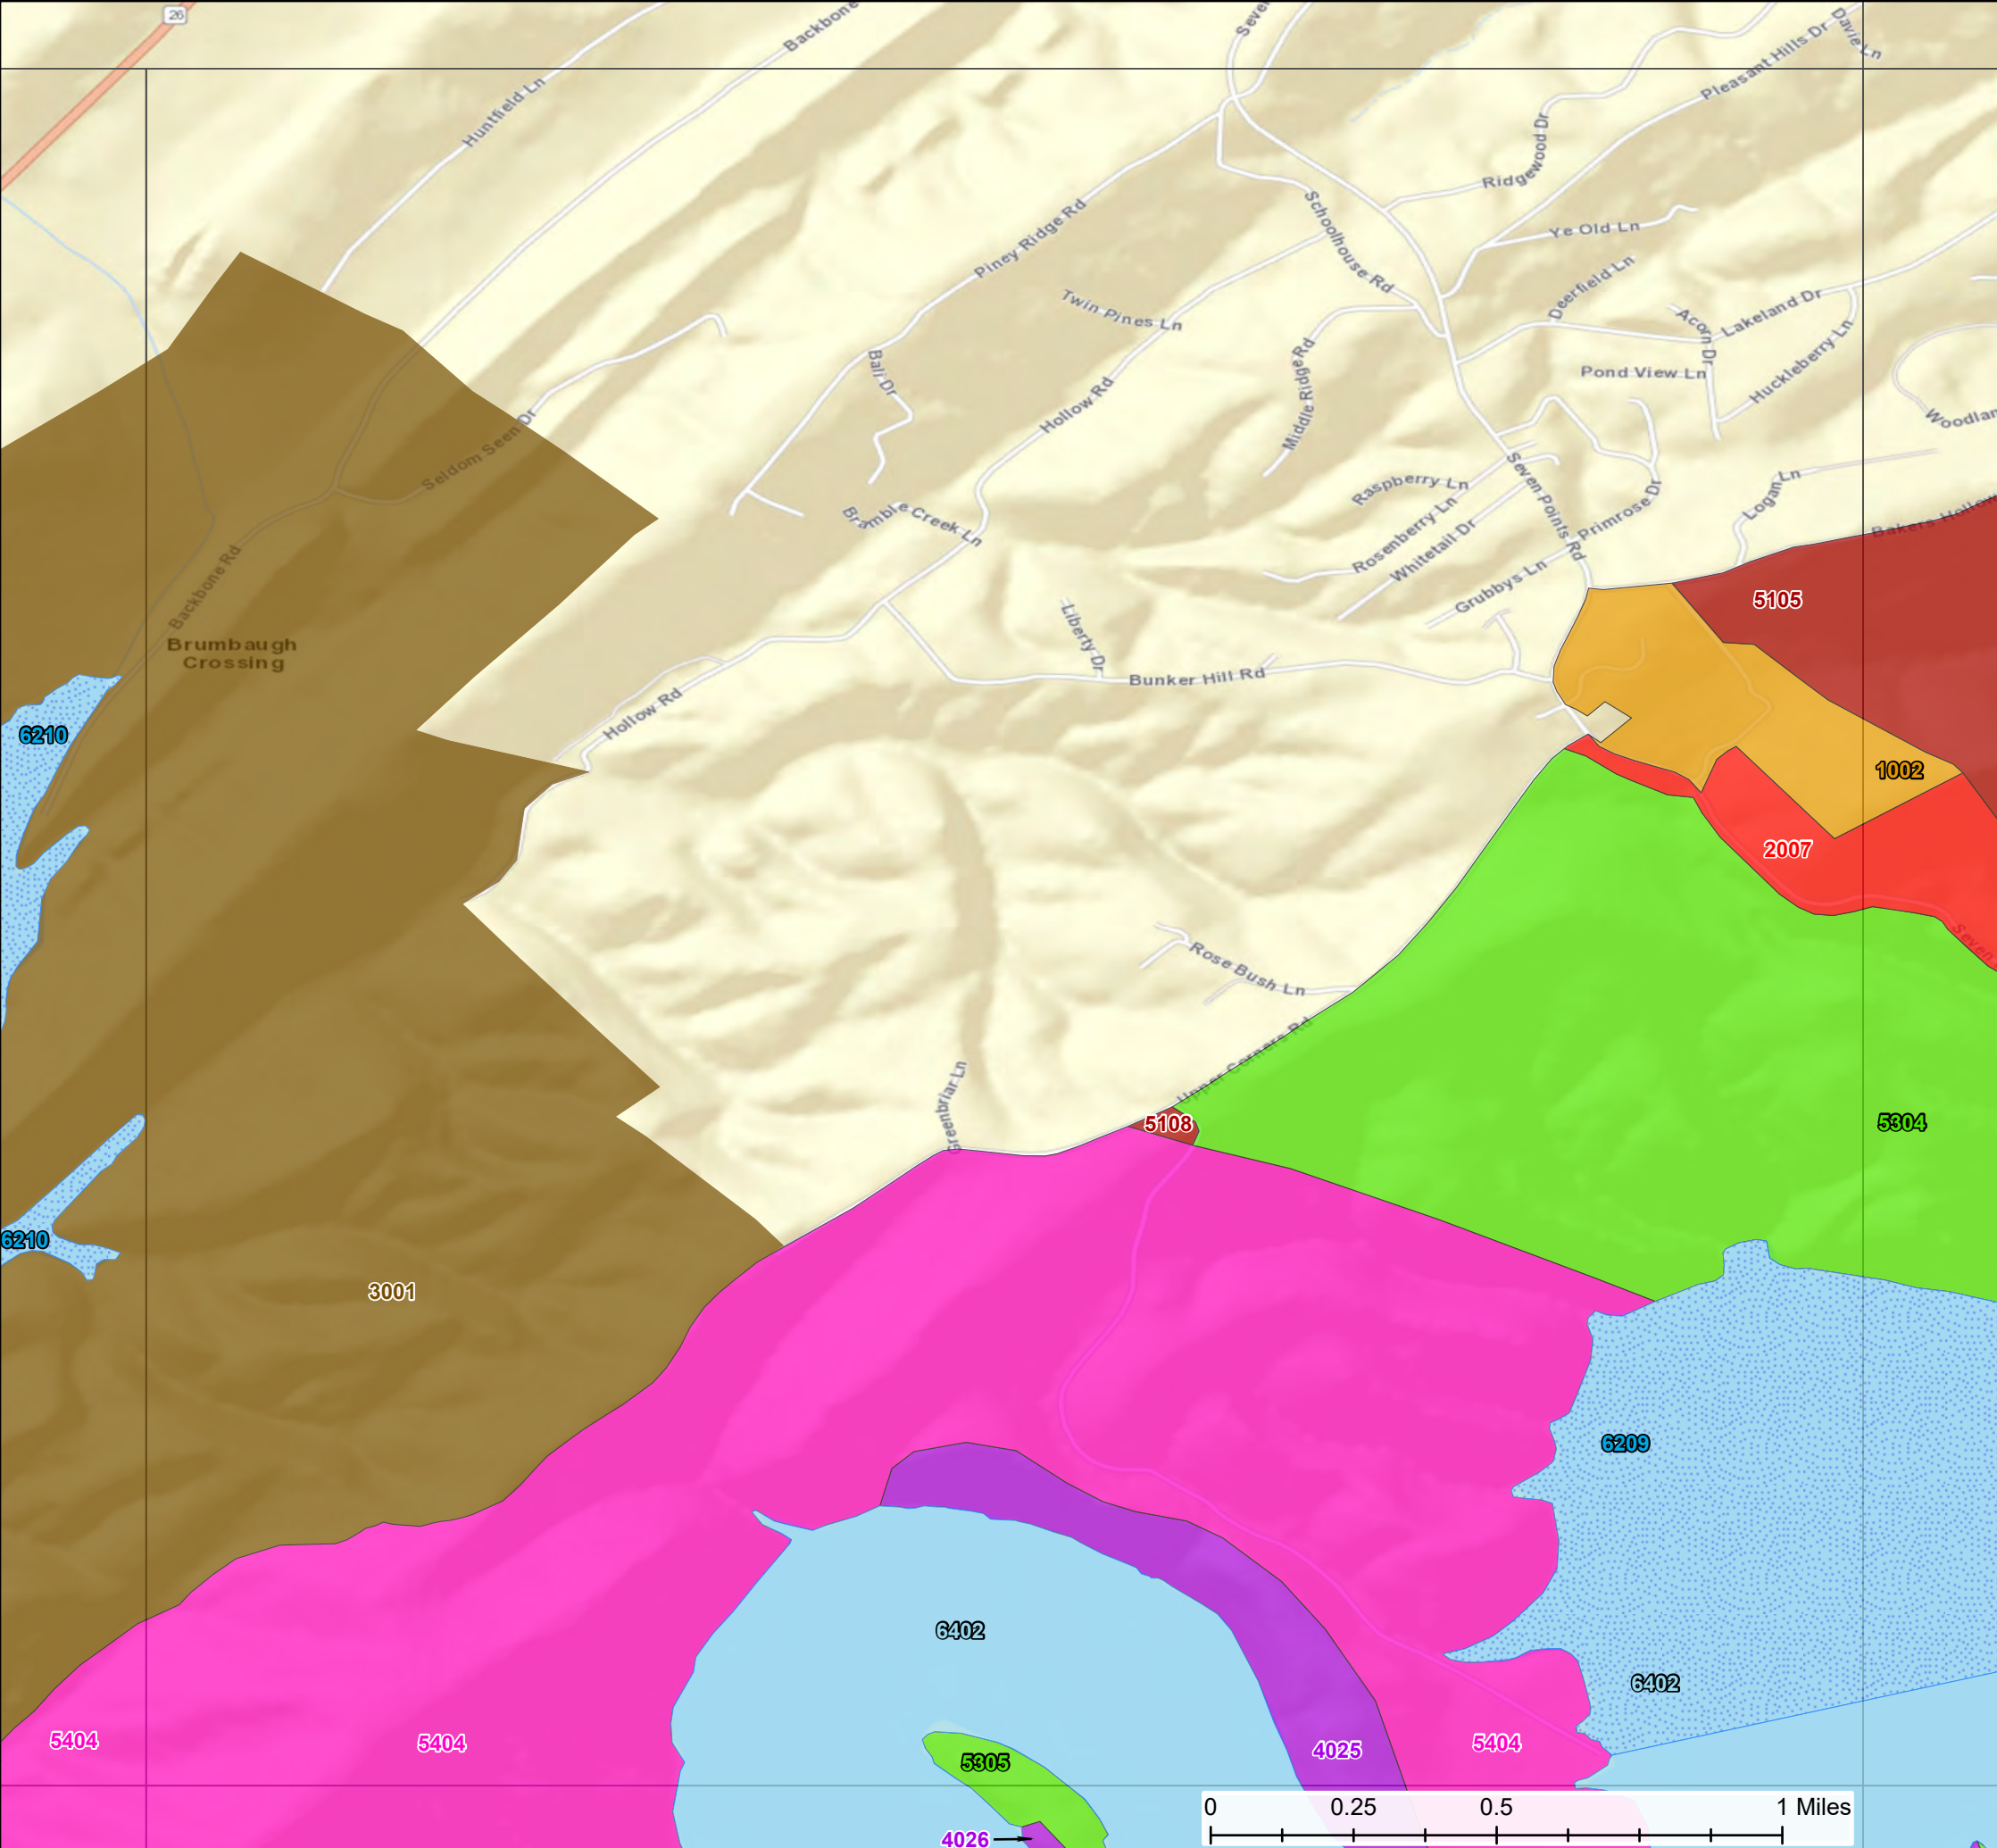 26
Huntfield Ln
Backbone
Seve
Davie Ln
Pleasant Hills Dr
Ridgewood Dr
Piney Ridge Rd
Schoolhouse Rd
Ye Old Ln
Deerfield Ln
Twin Pines Ln
Acorn Dr
Lakeland Dr
Huckleberry Ln
Bali Dr
Middle Ridge Rd
Pond View Ln
Hollow Rd
Woodlan
Seldom Seen Dr
Raspberry Ln
Seven Points Rd
Logan Ln
Primrose Dr
Bramble Creek Ln
Rosenberry Ln
Whitetail Dr
Bakers Hollow
Backbone Rd
Grubbys Ln
5105
Brumbaugh
Crossing
Liberty Dr
Bunker Hill Rd
Hollow Rd
6210
1002
2007
Seven
Rose Bush Ln
Upper Corners Rd
Greenbriar Ln
5108
5304
6210
3001
6209
6402
6402
5404
5404
4025
5404
5305
4026
0 0.25 0.5 1 Miles